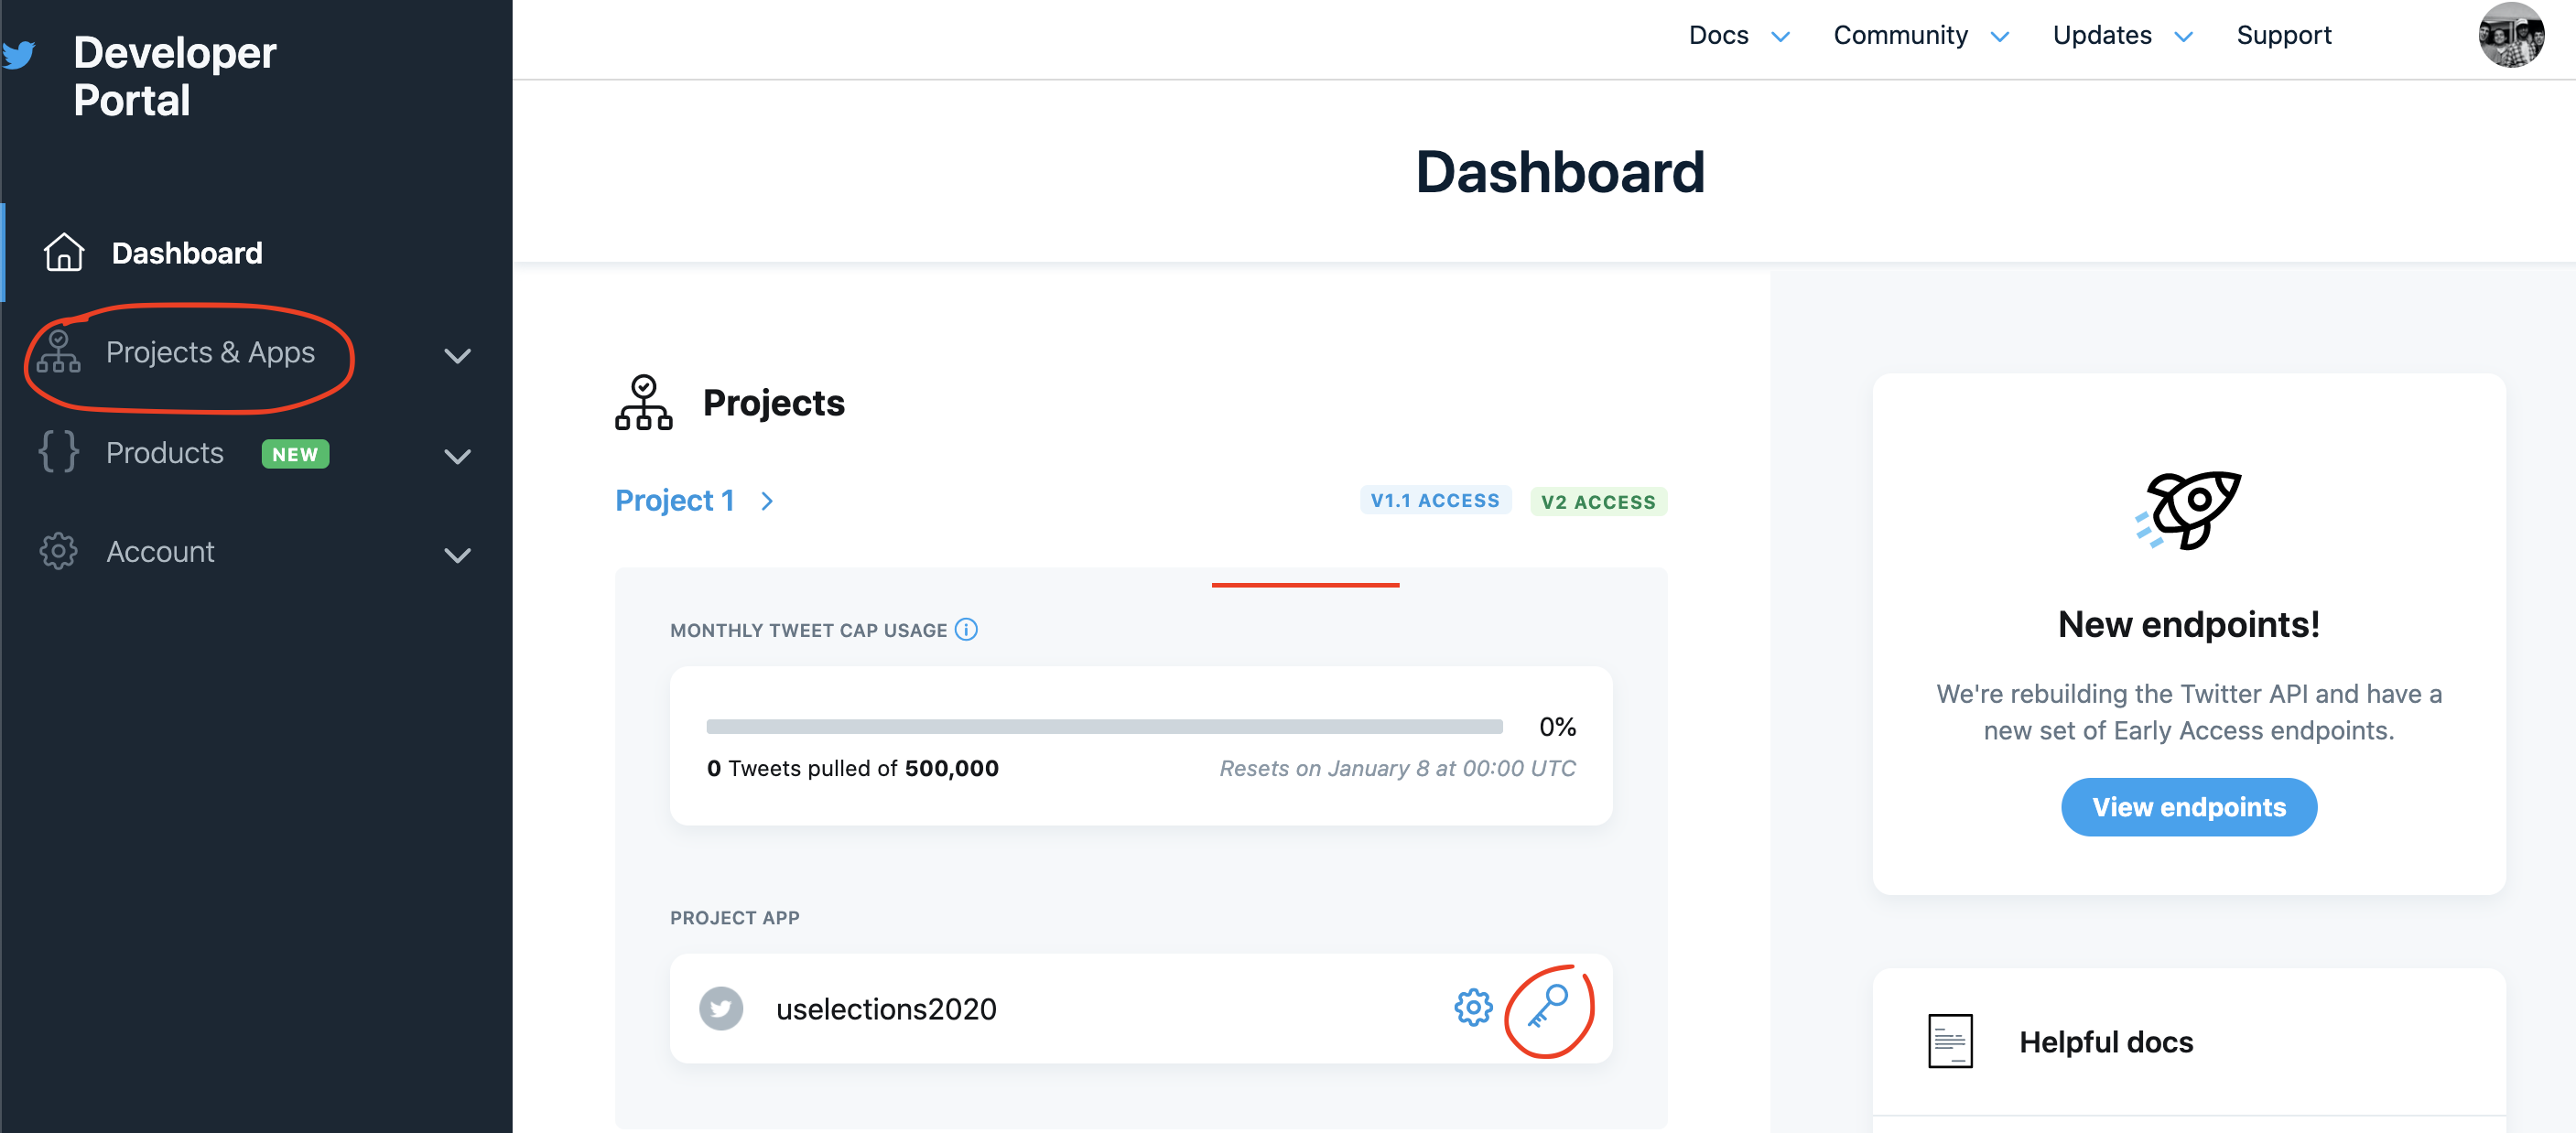 Developer
Portal
Dashboard
Projects & Apps
Products NEW
Account
Docs Community Updates Support
Dashboard
Projects
Project 1 V1.1 ACCESS V2 ACCESS
MONTHLY TWEET CAP USAGE
0%
0 Tweets pulled of 500,000 Resets on January 8 at 00:00 UTC
PROJECT APP
uselections2020
New endpoints!
We're rebuilding the Twitter API and have a
new set of Early Access endpoints.
View endpoints
Helpful docs